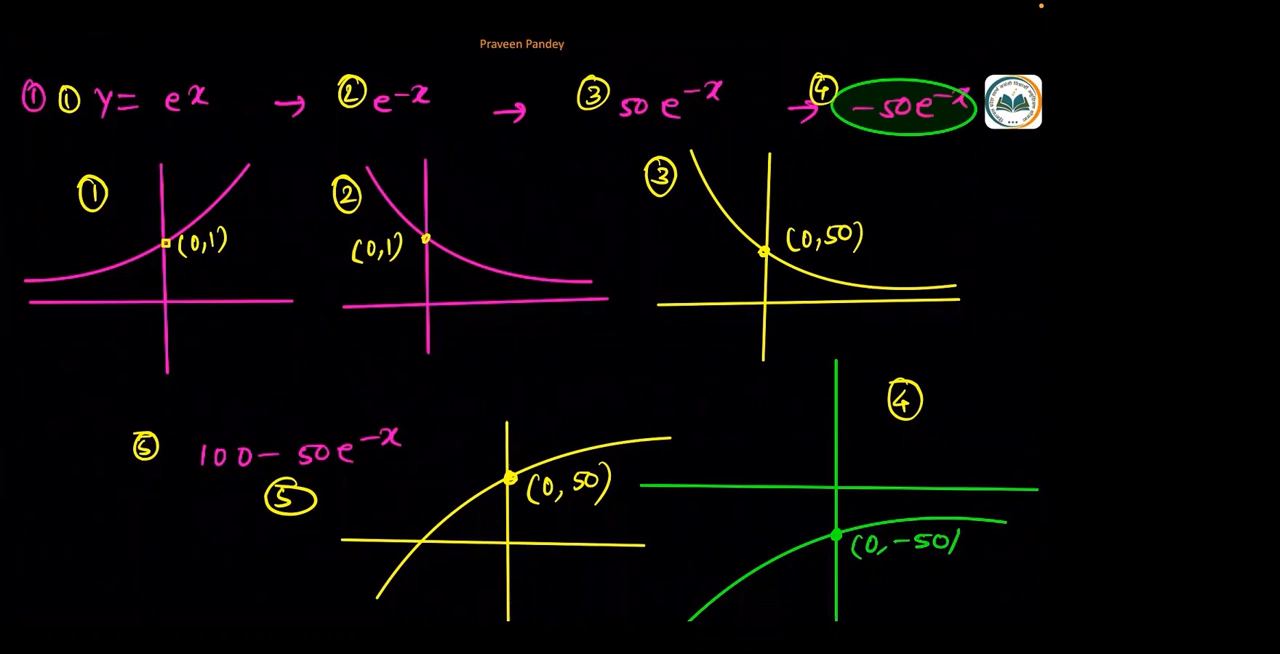 Praveen Pandey
① ① y = e^x → ② e^-x → ③ 50 e^-x → ④ -50e^-x
① ② ③
(0,1) (0,1) (0,50)
④
⑤ 100 - 50e^-x
⑤ (0, 50) (0, -50)